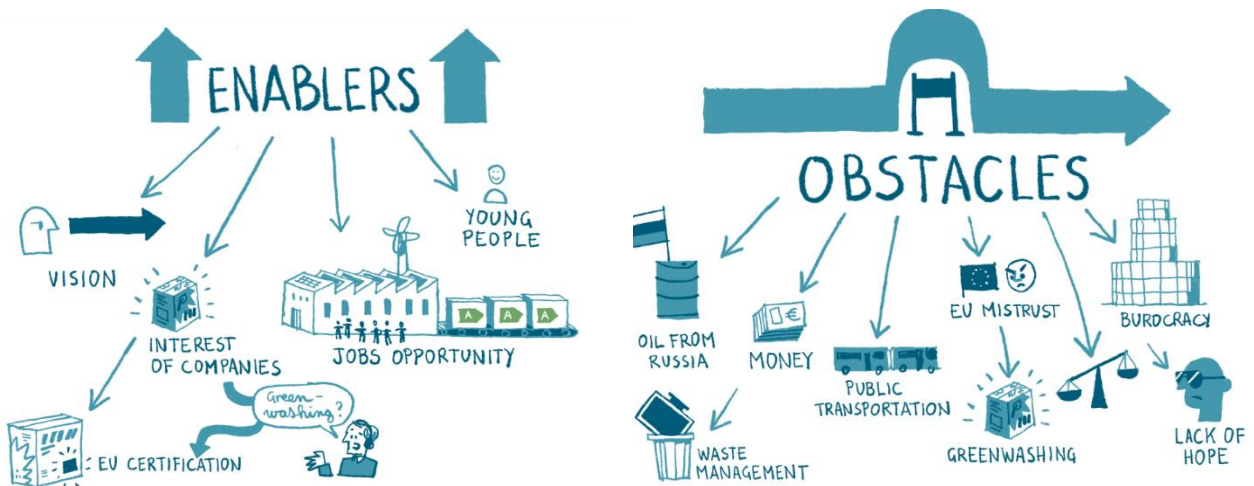 ENABLERS
VISION
INTEREST
OF COMPANIES
JOBS OPPORTUNITY
A A A
YOUNG
PEOPLE
Green-
washing?
EU CERTIFICATION
OBSTACLES
OIL FROM
RUSSIA
€
MONEY
PUBLIC
TRANSPORTATION
EU MISTRUST
BUROCRACY
WASTE
MANAGEMENT
GREENWASHING
LACK OF
HOPE